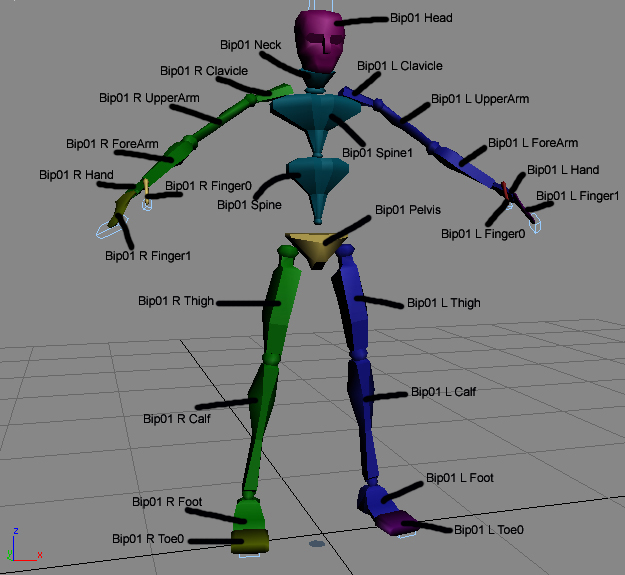 Bip01 Head
Bip01 Neck
Bip01 R Clavicle
Bip01 L Clavicle
Bip01 R UpperArm
Bip01 L UpperArm
Bip01 R ForeArm
Bip01 Spine1
Bip01 L ForeArm
Bip01 R Hand
Bip01 R Finger0
Bip01 L Hand
Bip01 Spine
Bip01 L Finger1
Bip01 Pelvis
Bip01 L Finger0
Bip01 R Finger1
Bip01 R Thigh
Bip01 L Thigh
Bip01 R Calf
Bip01 L Calf
Bip01 R Foot
Bip01 L Foot
Bip01 R Toe0
Bip01 L Toe0
z
x